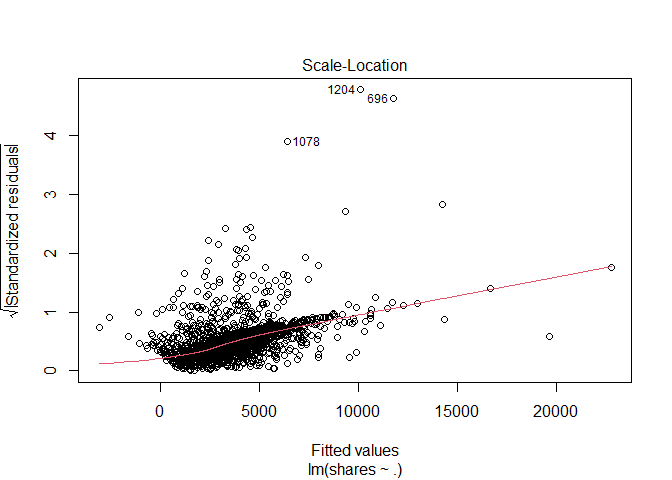 Scale-Location
√|Standardized residuals|
4
3
2
1
0
1204
696
1078
0 5000 10000 15000 20000
Fitted values
lm(shares ~ .)